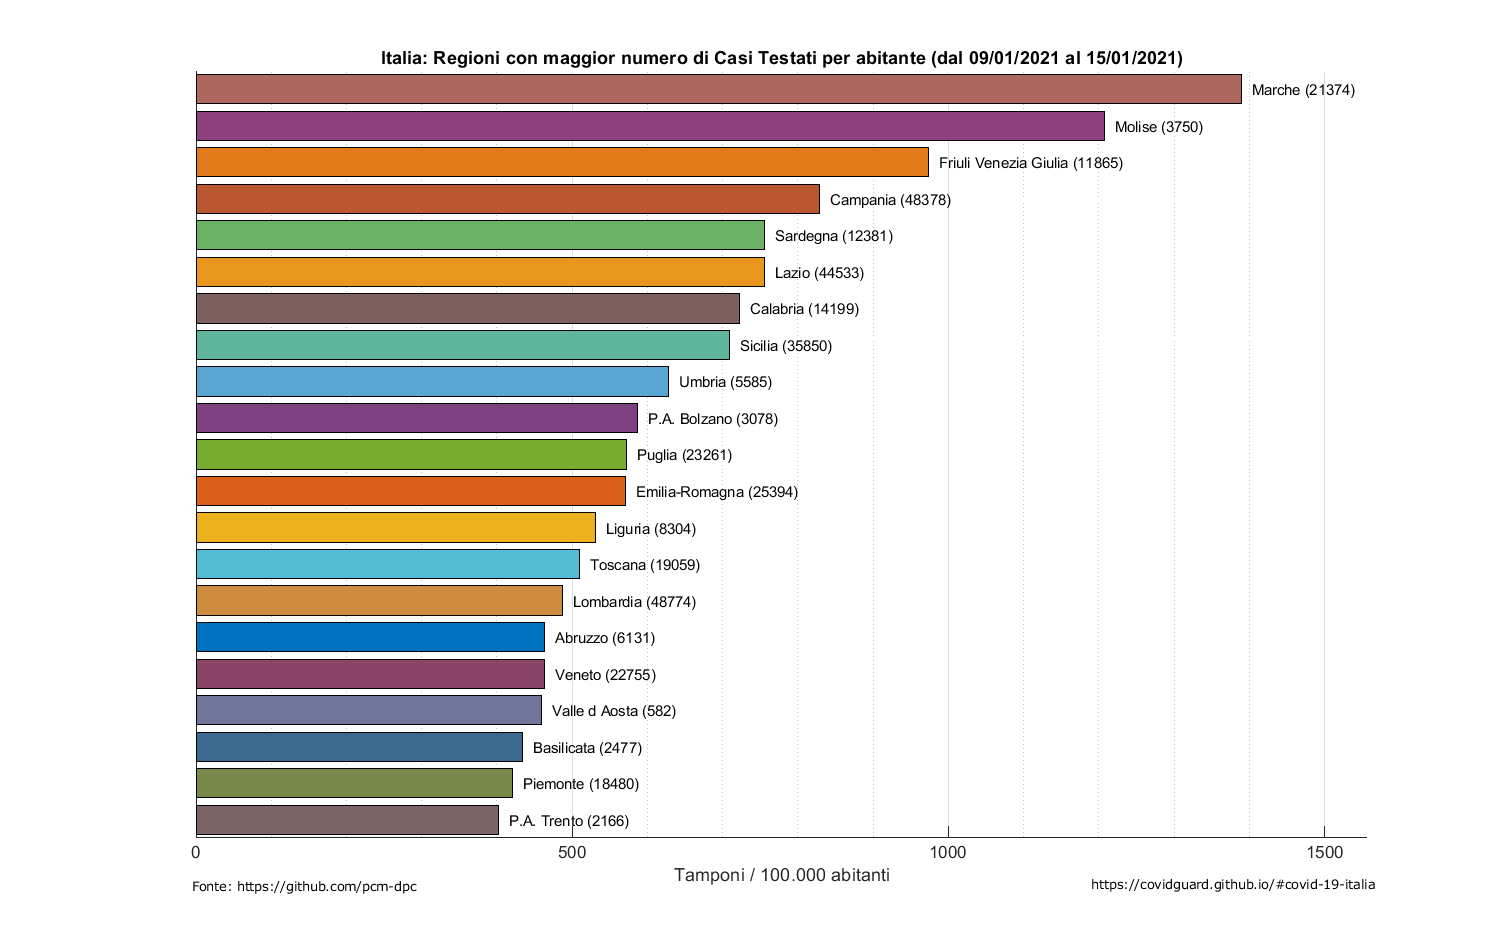 Italia: Regioni con maggior numero di Casi Testati per abitante (dal 09/01/2021 al 15/01/2021)
Marche (21374)
Molise (3750)
Friuli Venezia Giulia (11865)
Campania (48378)
Sardegna (12381)
Lazio (44533)
Calabria (14199)
Sicilia (35850)
Umbria (5585)
P.A. Bolzano (3078)
Puglia (23261)
Emilia-Romagna (25394)
Liguria (8304)
Toscana (19059)
Lombardia (48774)
Abruzzo (6131)
Veneto (22755)
Valle d Aosta (582)
Basilicata (2477)
Piemonte (18480)
P.A. Trento (2166)
0 500 1000 1500
Tamponi / 100.000 abitanti
Fonte: https://github.com/pcm-dpc
https://covidguard.github.io/#covid-19-italia